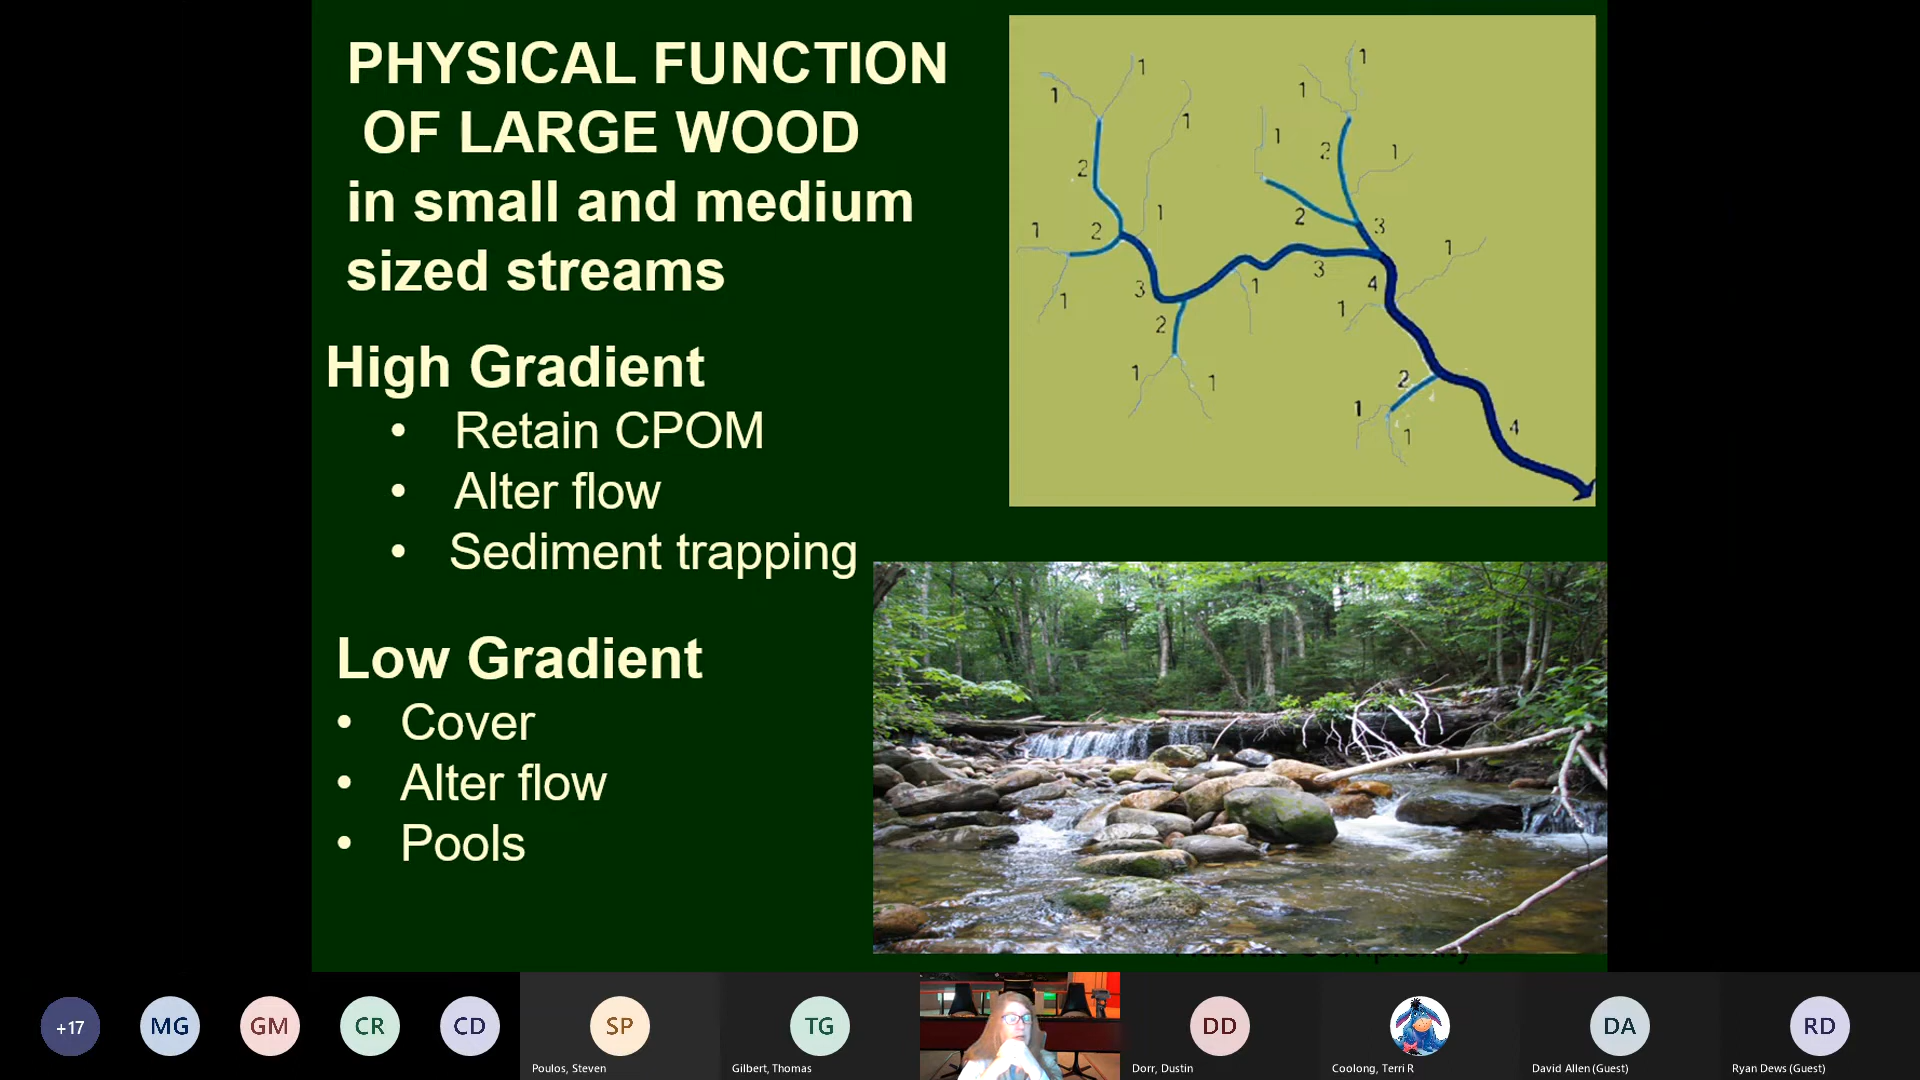 PHYSICAL FUNCTION
OF LARGE WOOD
in small and medium
sized streams
High Gradient
• Retain CPOM
• Alter flow
• Sediment trapping
Low Gradient
• Cover
• Alter flow
• Pools
1
1
1
1
1
1
2
2
1
2
1
1
2
3
1
3
1
3
4
1
1
2
1
1
2
1
1
4
+17
MG
GM
CR
CD
SP
Poulos, Steven
TG
Gilbert, Thomas
DD
Dorr, Dustin
Coolong, Terri R
DA
David Allen (Guest)
RD
Ryan Dews (Guest)